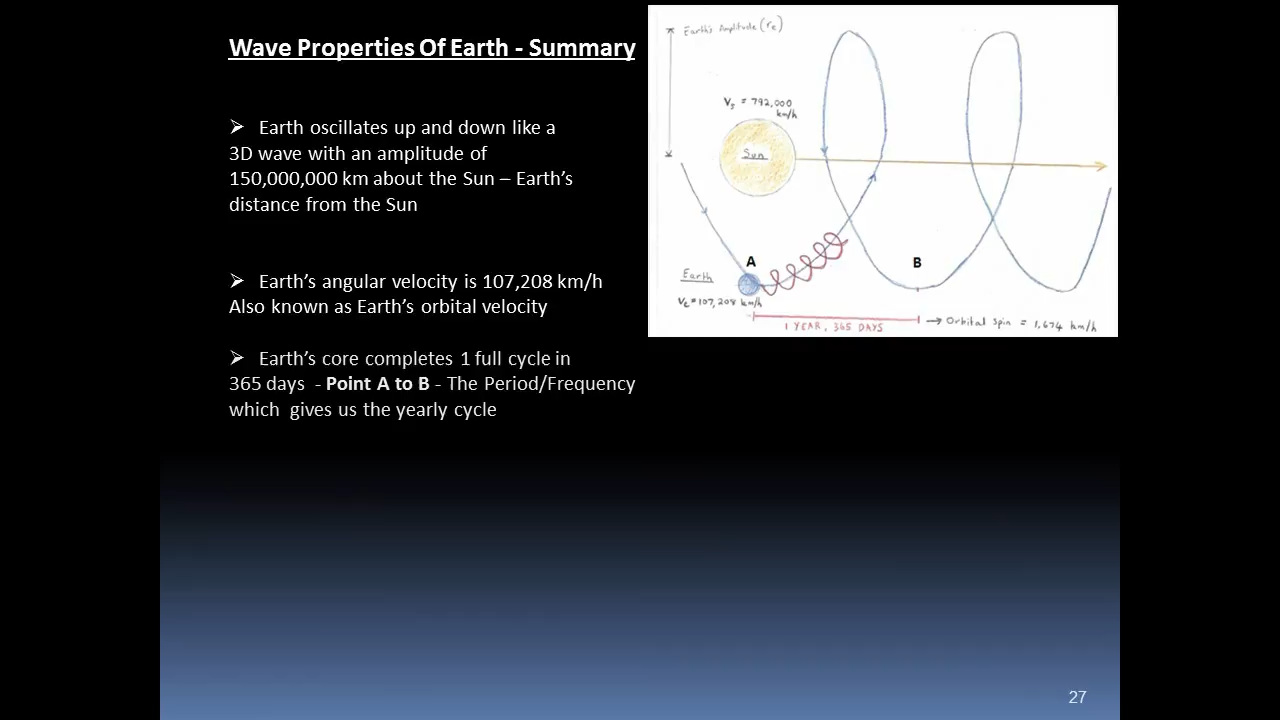 Wave Properties Of Earth - Summary
➢ Earth oscillates up and down like a
3D wave with an amplitude of
150,000,000 km about the Sun – Earth's
distance from the Sun
➢ Earth's angular velocity is 107,208 km/h
Also known as Earth's orbital velocity
➢ Earth's core completes 1 full cycle in
365 days - Point A to B - The Period/Frequency
which gives us the yearly cycle
Earth's Amplitude (re)
Vs = 792,000
km/h
Sun
A
B
Earth
VE=107,208 km/h
1 YEAR, 365 DAYS
→ Orbital Spin = 1,674 km/h
27